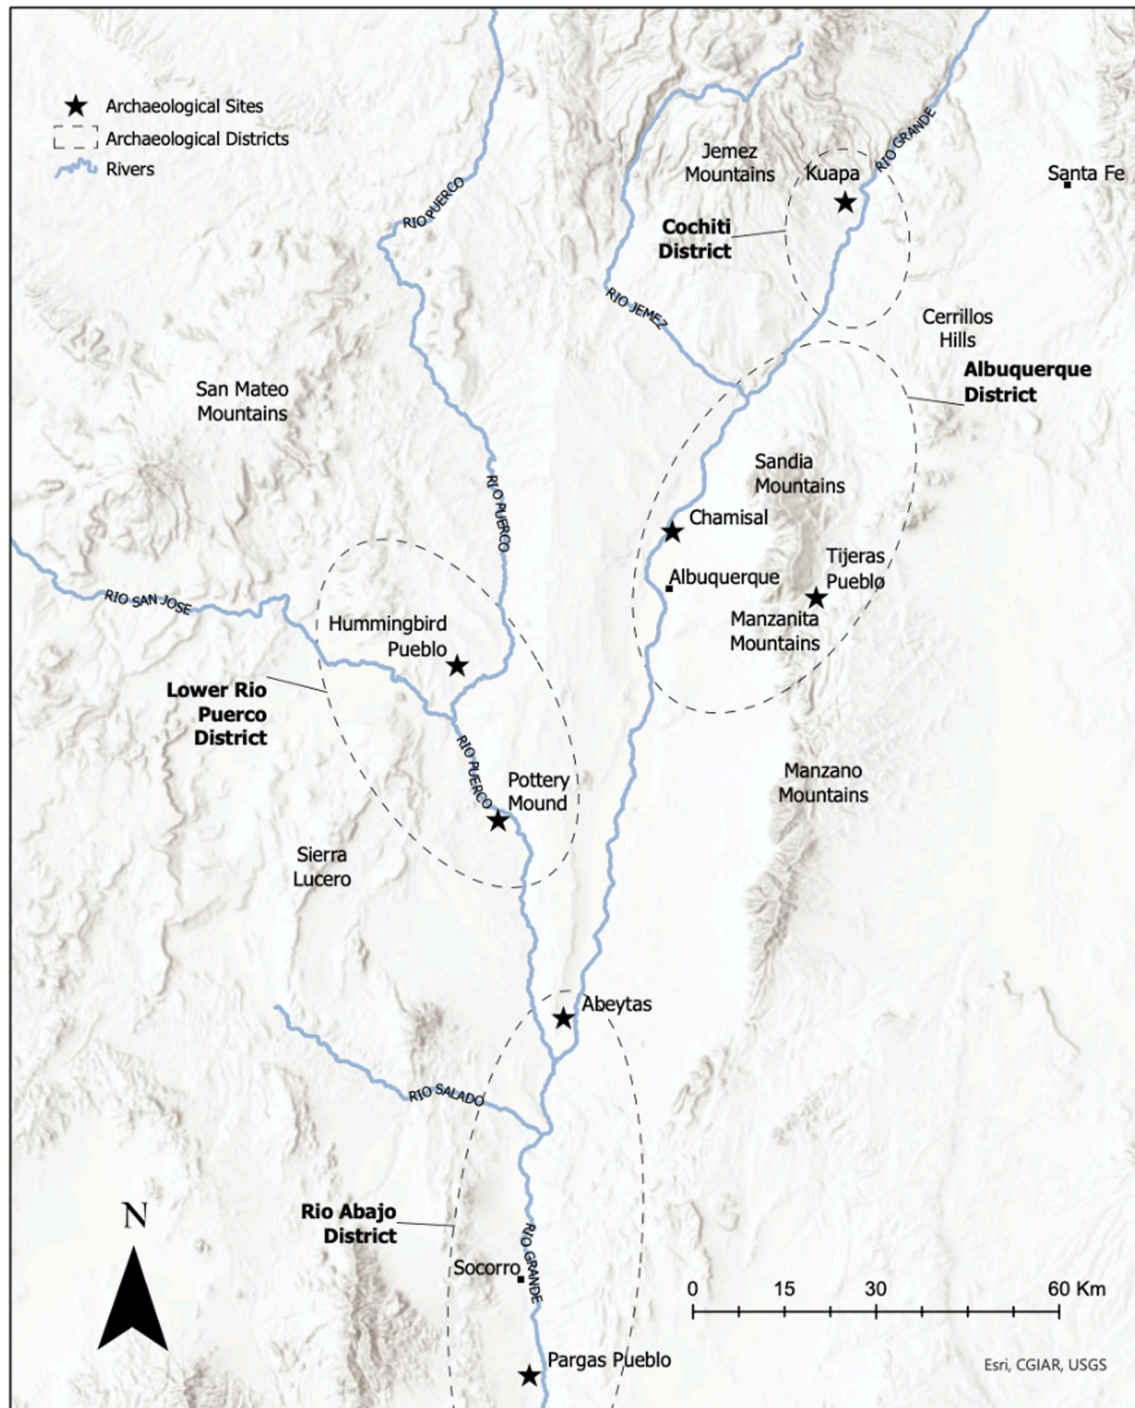 Archaeological Sites
Archaeological Districts
Rivers
RIO PUERCO
Jemez
Mountains
Kuapa
RIO GRANDE
Santa Fe
Cochiti
District
RIO JEMEZ
Cerrillos
Hills
Albuquerque
District
San Mateo
Mountains
Sandia
Mountains
RIO PUERCO
Chamisal
Tijeras
Pueblo
Albuquerque
RIO SAN JOSE
Hummingbird
Pueblo
Manzanita
Mountains
Lower Rio
Puerco
District
RIO PUERCO
Pottery
Mound
Manzano
Mountains
Sierra
Lucero
Abeytas
RIO SALADO
N
Rio Abajo
District
RIO GRANDE
Socorro
0 15 30 60 Km
Pargas Pueblo
Esri, CGIAR, USGS